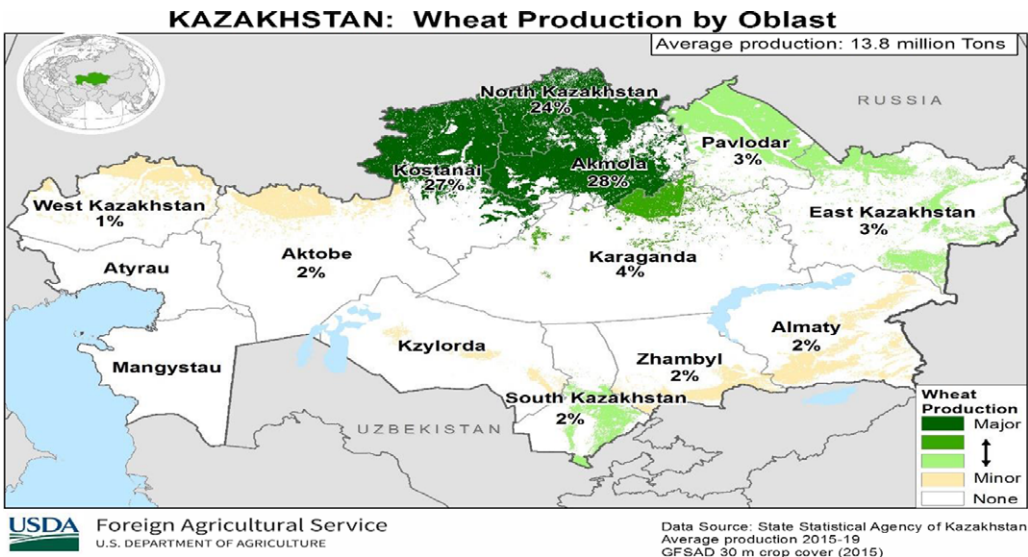 KAZAKHSTAN: Wheat Production by Oblast
Average production: 13.8 million Tons
RUSSIA
North Kazakhstan
24%
Pavlodar
3%
Kostanai
27%
Akmola
28%
West Kazakhstan
1%
East Kazakhstan
3%
Aktobe
2%
Karaganda
4%
Atyrau
Almaty
2%
Kzylorda
Zhambyl
2%
Mangystau
South Kazakhstan
2%
UZBEKISTAN
Wheat
Production
Major
Minor
None
USDA
Foreign Agricultural Service
U.S. DEPARTMENT OF AGRICULTURE
Data Source: State Statistical Agency of Kazakhstan
Average production 2015-19
GFSAD 30 m crop cover (2015)